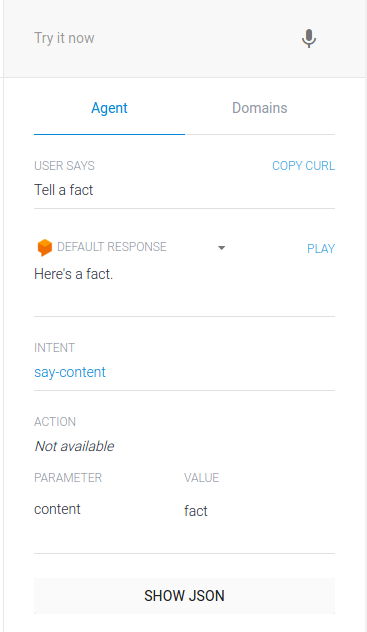 Try it now
Agent Domains
USER SAYS COPY CURL
Tell a fact
DEFAULT RESPONSE PLAY
Here's a fact.
INTENT
say-content
ACTION
Not available
PARAMETER VALUE
content fact
SHOW JSON